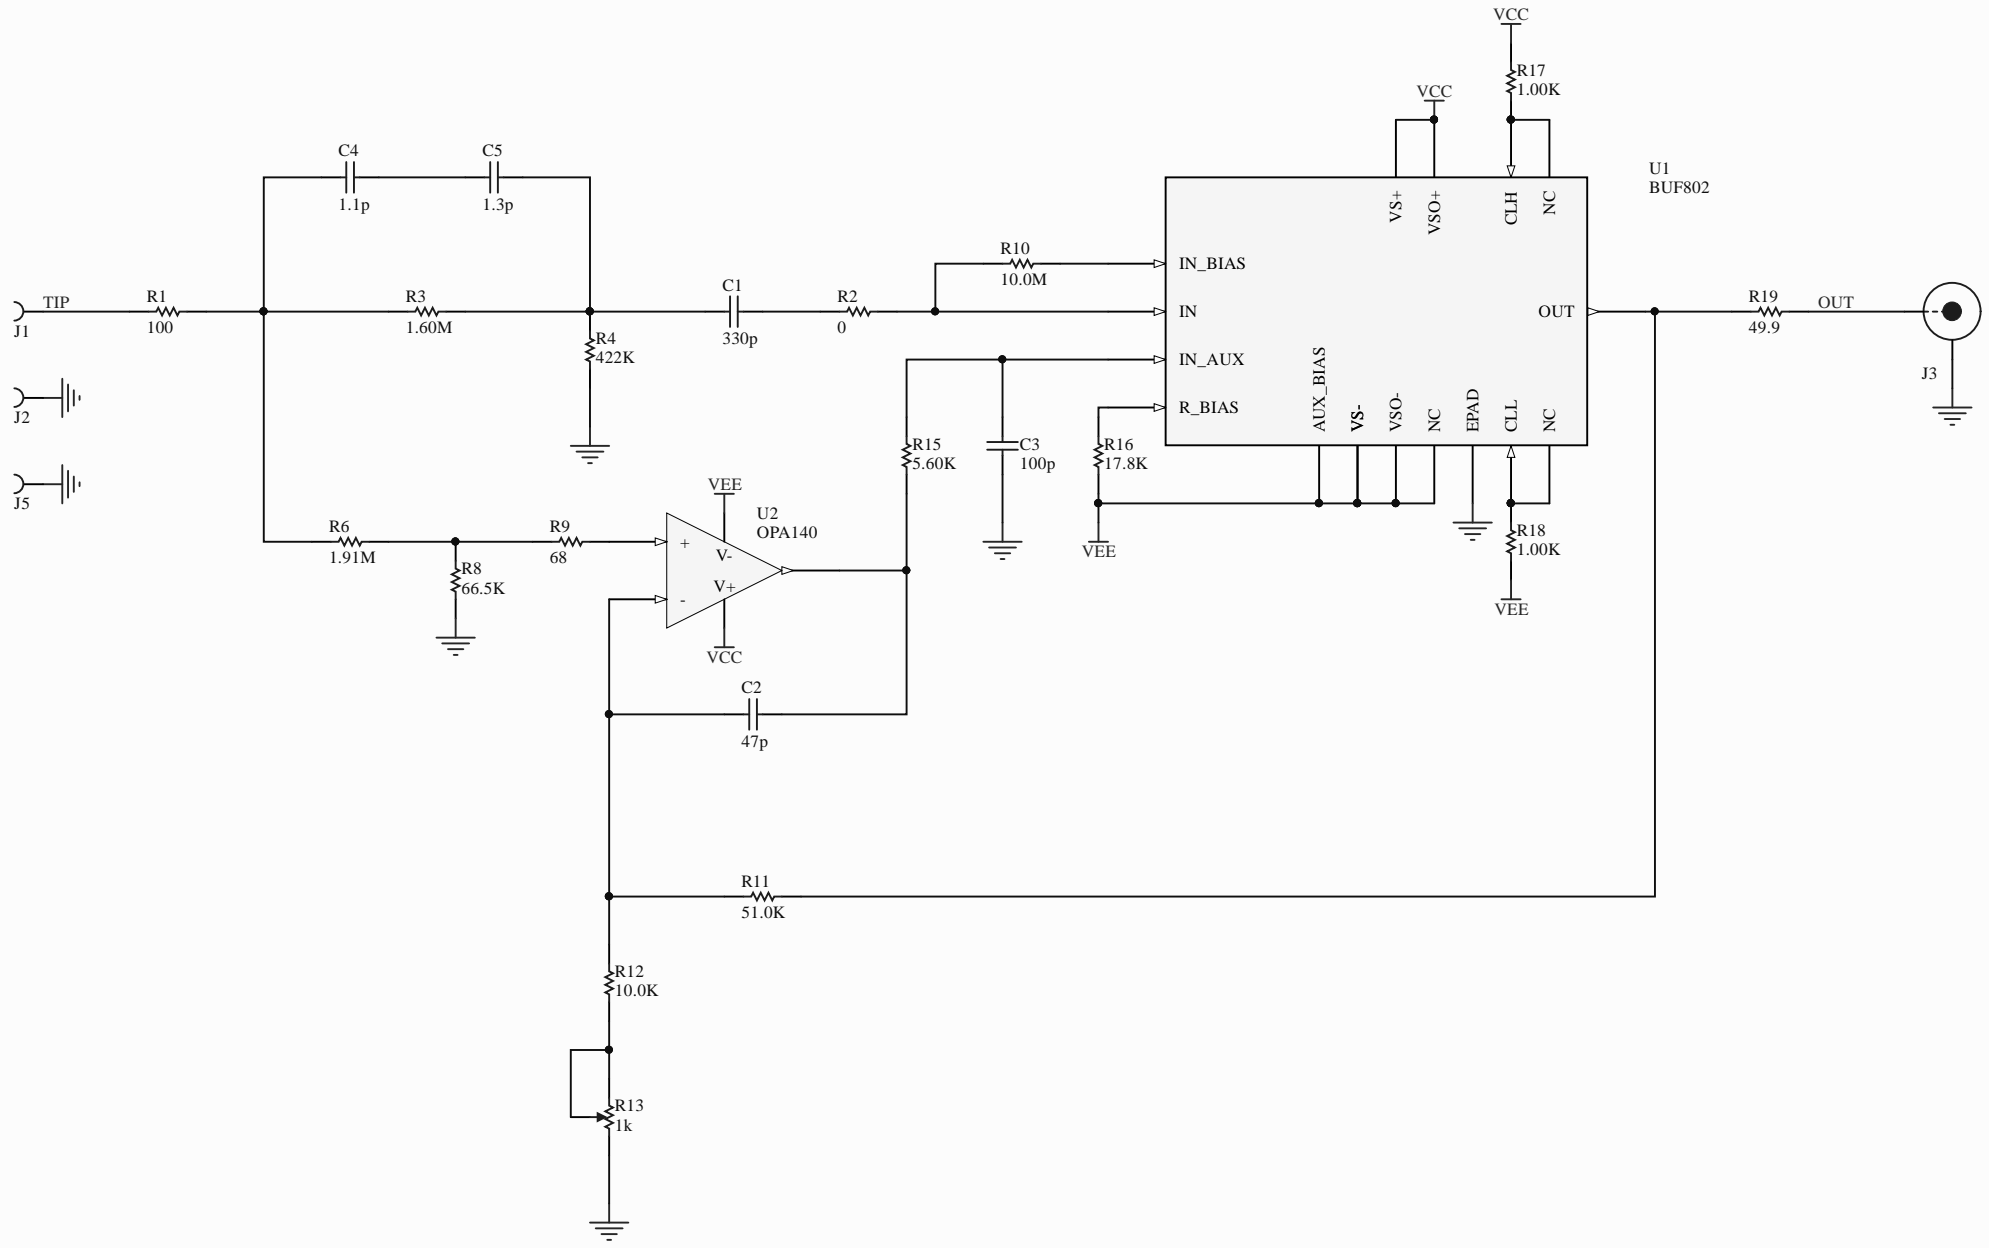 VCC
R17
1.00K
VCC
C4
1.1p
C5
1.3p
U1
BUF802
VS+
VSO+
CLH
NC
R10
10.0M
IN_BIAS
J1
TIP
R1
100
R3
1.60M
C1
330p
R2
0
IN
OUT
R19
49.9
OUT
R4
422K
IN_AUX
J3
J2
R_BIAS
AUX_BIAS
VS-
VSO-
NC
EPAD
CLL
NC
R15
5.60K
C3
100p
R16
17.8K
J5
VEE
U2
OPA140
R6
1.91M
R9
68
+
V-
V+
-
VEE
R18
1.00K
R8
66.5K
VEE
VCC
C2
47p
R11
51.0K
R12
10.0K
R13
1k